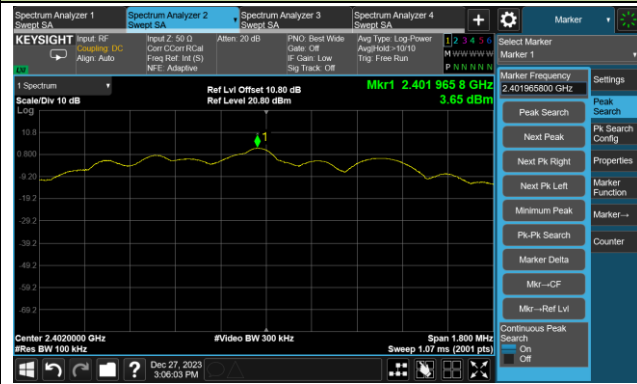 Spectrum Analyzer 1
Swept SA
Spectrum Analyzer 2
Swept SA
Spectrum Analyzer 3
Swept SA
Spectrum Analyzer 4
Swept SA
Marker
KEYSIGHT
Input: RF
Coupling: DC
Align: Auto
Input Z: 50 Ω
Corr CCorr RCal
Freq Ref: Int (S)
NFE: Adaptive
Atten: 20 dB
PNO: Best Wide
Gate: Off
IF Gain: Low
Sig Track: Off
Avg Type: Log-Power
Avg|Hold:>10/10
Trig: Free Run
1 2 3 4 5 6
M W W W W W
P N N N N N
Select Marker
Marker 1
1 Spectrum
Scale/Div 10 dB
Log
Ref Lvl Offset 10.80 dB
Ref Level 20.80 dBm
Mkr1 2.401 965 8 GHz
3.65 dBm
10.8
0.800
-9.20
-19.2
-29.2
-39.2
-49.2
-59.2
-69.2
1
Center 2.4020000 GHz
#Res BW 100 kHz
#Video BW 300 kHz
Span 1.800 MHz
Sweep 1.07 ms (2001 pts)
Marker Frequency
2.401965800 GHz
Peak Search
Next Peak
Next Pk Right
Next Pk Left
Minimum Peak
Pk-Pk Search
Marker Delta
Mkr→CF
Mkr→Ref Lvl
Continuous Peak
Search
On
Off
Settings
Peak
Search
Pk Search
Config
Properties
Marker
Function
Marker→
Counter
?
Dec 27, 2023
3:06:03 PM